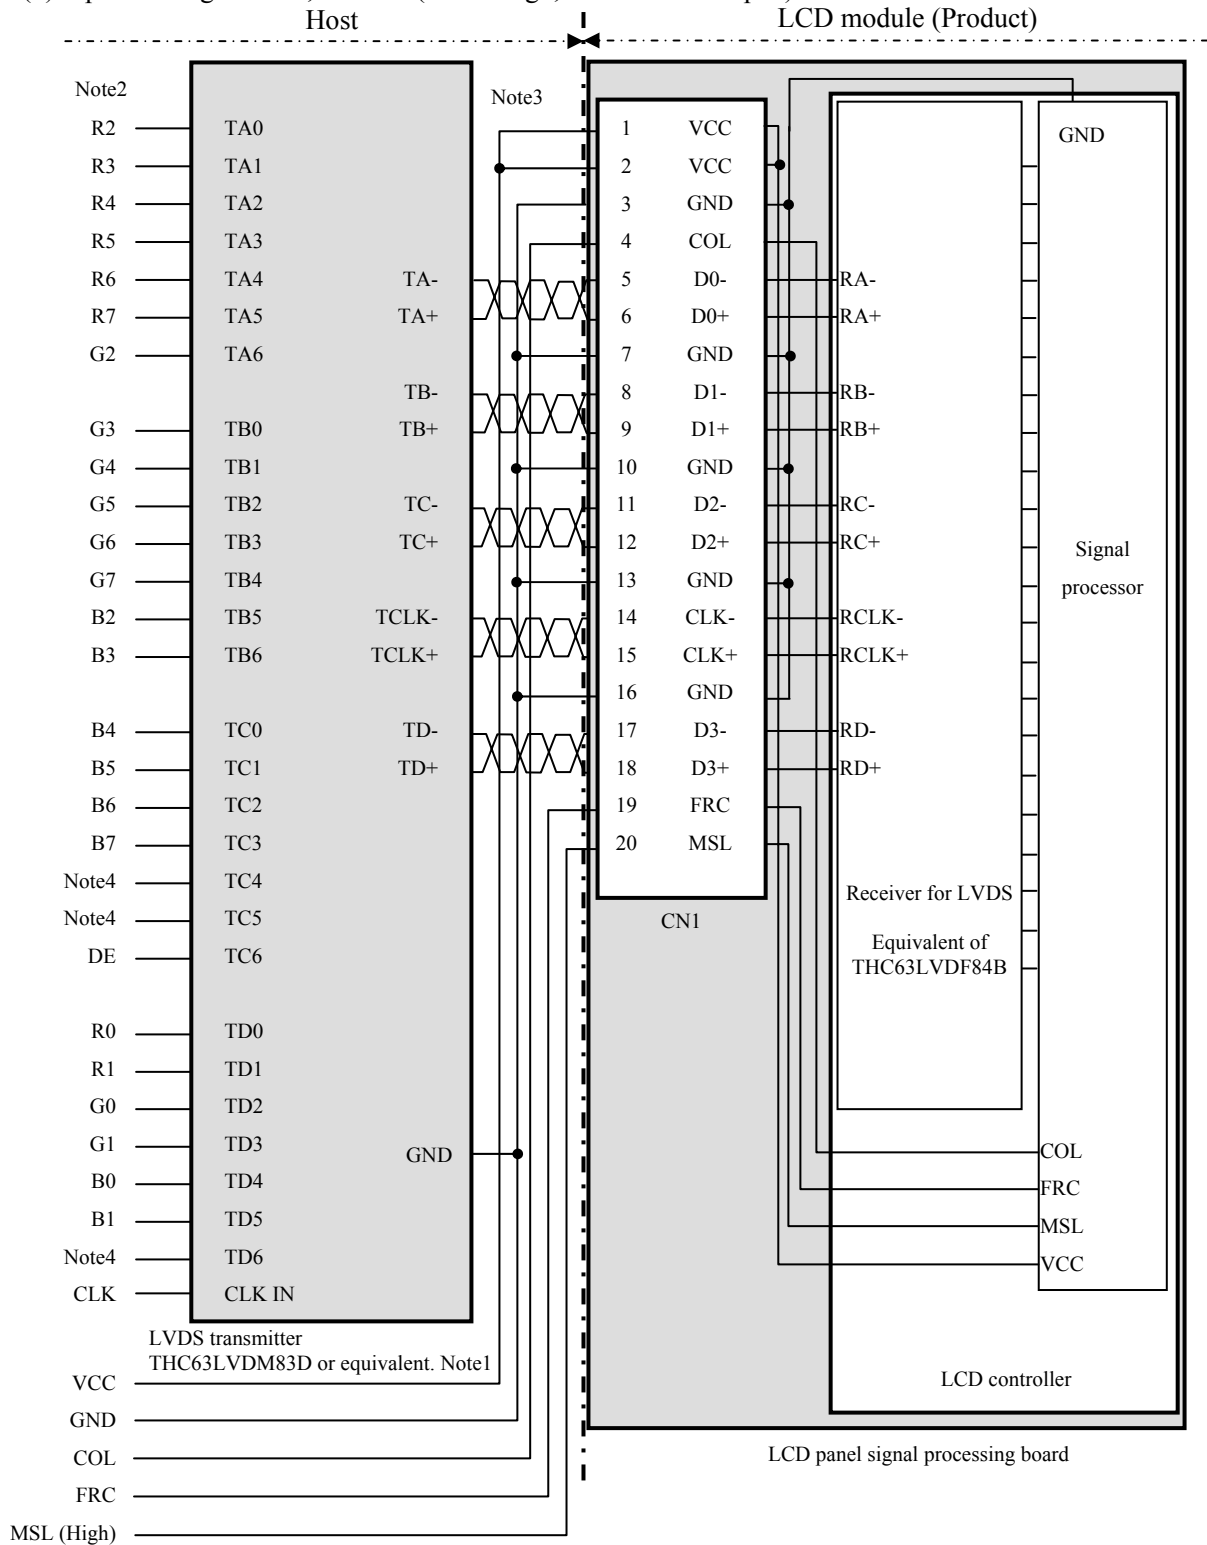 Host
LCD module (Product)
Note2
Note3
R2 TA0
R3 TA1
R4 TA2
R5 TA3
R6 TA4 TA-
R7 TA5 TA+
G2 TA6
TB-
G3 TB0 TB+
G4 TB1
G5 TB2 TC-
G6 TB3 TC+
G7 TB4
B2 TB5 TCLK-
B3 TB6 TCLK+
B4 TC0 TD-
B5 TC1 TD+
B6 TC2
B7 TC3
Note4 TC4
Note4 TC5
DE TC6
R0 TD0
R1 TD1
G0 TD2
G1 TD3 GND
B0 TD4
B1 TD5
Note4 TD6
CLK CLK IN
LVDS transmitter
THC63LVDM83D or equivalent. Note1
VCC
GND
COL
FRC
MSL (High)
1 VCC
2 VCC
3 GND
4 COL
5 D0-
6 D0+
7 GND
8 D1-
9 D1+
10 GND
11 D2-
12 D2+
13 GND
14 CLK-
15 CLK+
16 GND
17 D3-
18 D3+
19 FRC
20 MSL
CN1
RA-
RA+
RB-
RB+
RC-
RC+
RCLK-
RCLK+
RD-
RD+
Receiver for LVDS
Equivalent of
THC63LVDF84B
GND
Signal
processor
COL
FRC
MSL
VCC
LCD controller
LCD panel signal processing board